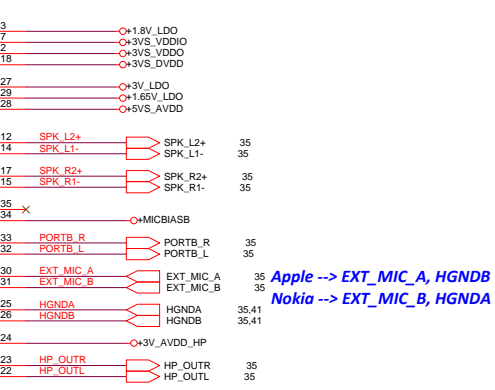 3 +1.8V_LDO
7 +3VS_VDDIO
2 +3VS_VDDO
18 +3VS_DVDD
27 +3V_LDO
29 +1.65V_LDO
28 +5VS_AVDD
12 SPK_L2+ SPK_L2+ 35
14 SPK_L1- SPK_L1- 35
17 SPK_R2+ SPK_R2+ 35
15 SPK_R1- SPK_R1- 35
35
34 +MICBIASB
33 PORTB_R PORTB_R 35
32 PORTB_L PORTB_L 35
30 EXT_MIC_A EXT_MIC_A 35 Apple --> EXT_MIC_A, HGNDB
31 EXT_MIC_B EXT_MIC_B 35 Nokia --> EXT_MIC_B, HGNDA
25 HGNDA HGNDA 35,41
26 HGNDB HGNDB 35,41
24 +3V_AVDD_HP
23 HP_OUTR HP_OUTR 35
22 HP_OUTL HP_OUTL 35